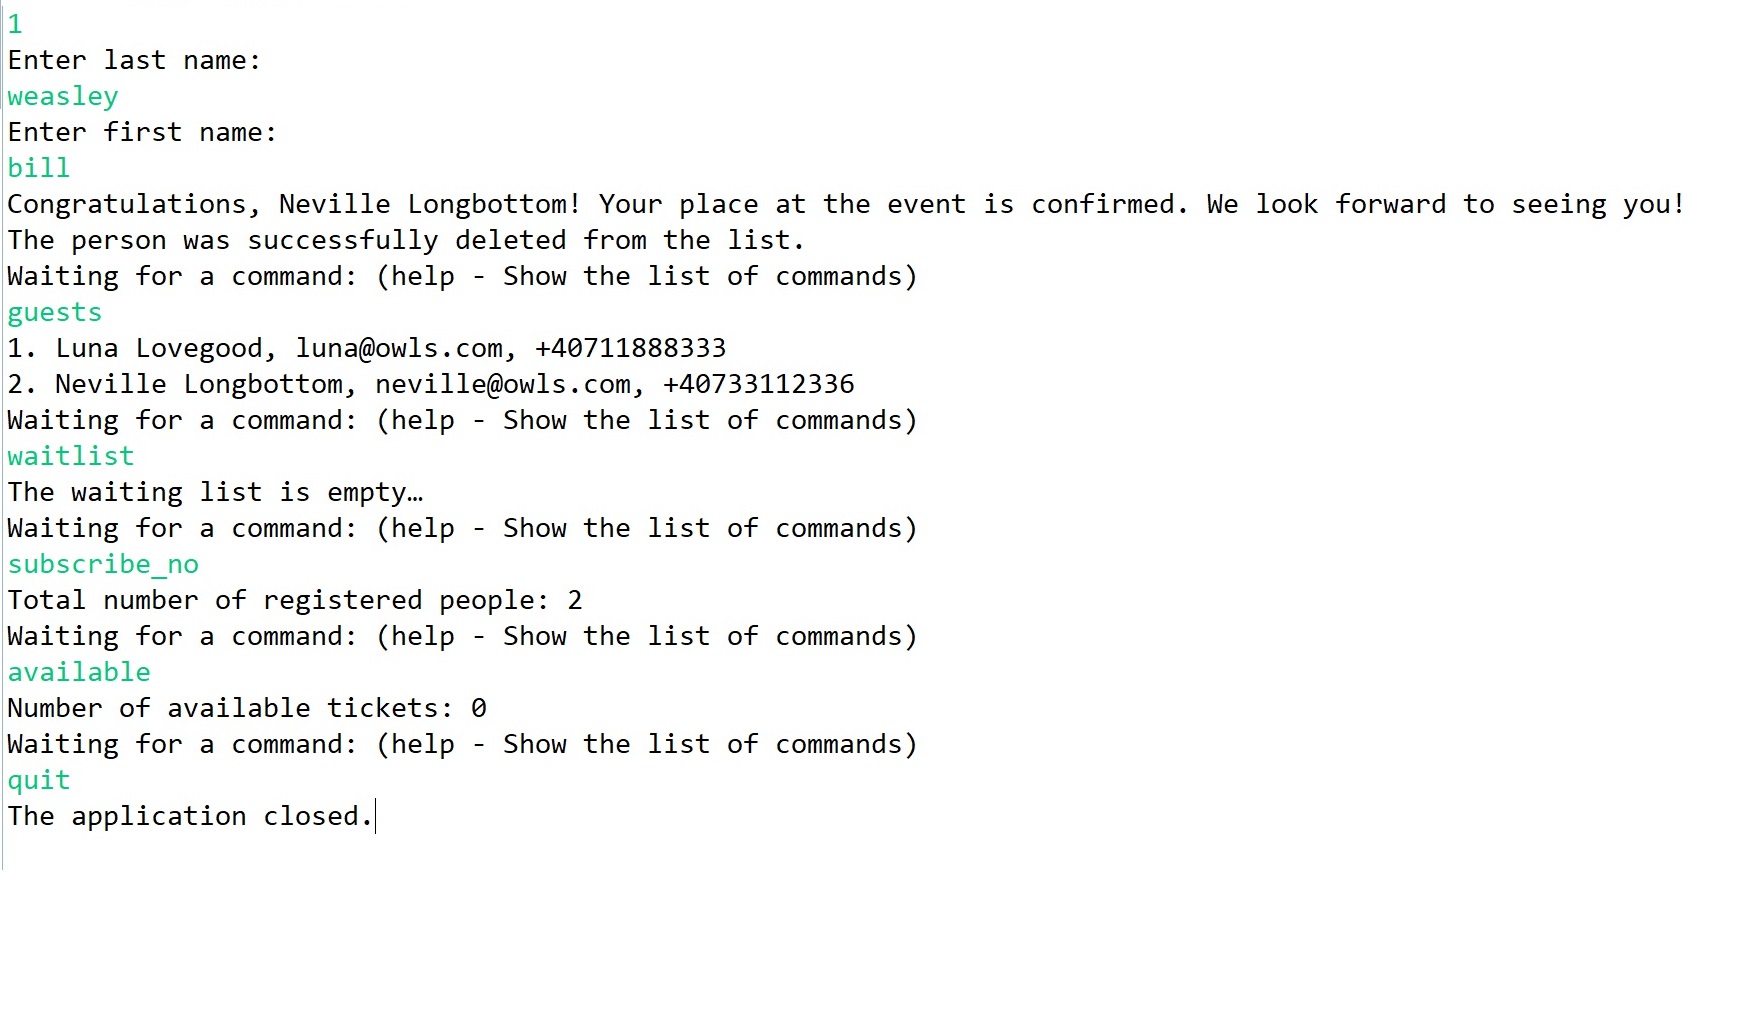 1
Enter last name:
weasley
Enter first name:
bill
Congratulations, Neville Longbottom! Your place at the event is confirmed. We look forward to seeing you!
The person was successfully deleted from the list.
Waiting for a command: (help - Show the list of commands)
guests
1. Luna Lovegood, luna@owls.com, +40711888333
2. Neville Longbottom, neville@owls.com, +40733112336
Waiting for a command: (help - Show the list of commands)
waitlist
The waiting list is empty…
Waiting for a command: (help - Show the list of commands)
subscribe_no
Total number of registered people: 2
Waiting for a command: (help - Show the list of commands)
available
Number of available tickets: 0
Waiting for a command: (help - Show the list of commands)
quit
The application closed.